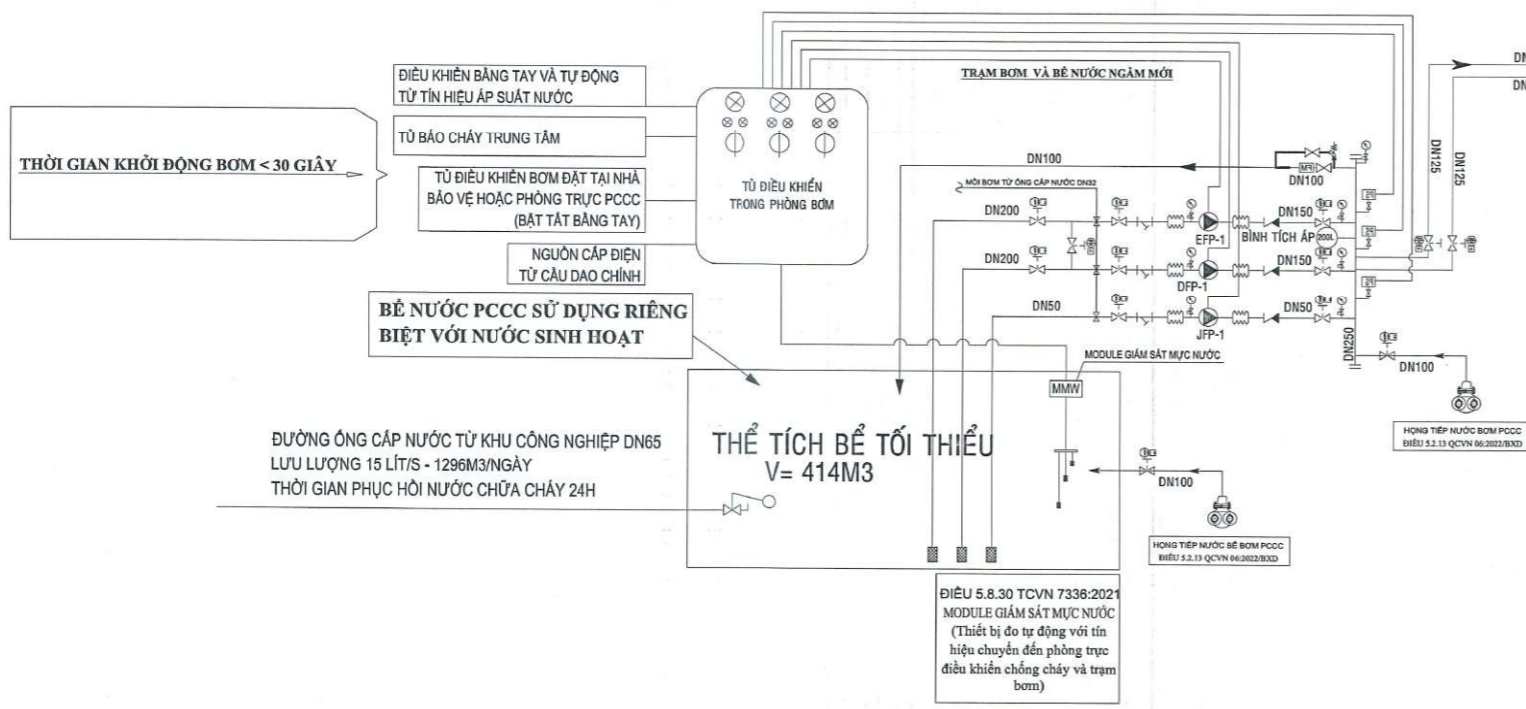 DN
DN
TRẠM BƠM VÀ BỂ NƯỚC NGẦM MỚI
ĐIỀU KHIỂN BẰNG TAY VÀ TỰ ĐỘNG
TỪ TÍN HIỆU ÁP SUẤT NƯỚC
TỦ BÁO CHÁY TRUNG TÂM
THỜI GIAN KHỞI ĐỘNG BƠM < 30 GIÂY
TỦ ĐIỀU KHIỂN BƠM ĐẶT TẠI NHÀ
BẢO VỆ HOẶC PHÒNG TRỰC PCCC
(BẬT TẮT BẰNG TAY)
NGUỒN CẤP ĐIỆN
TỪ CẦU DAO CHÍNH
TỦ ĐIỀU KHIỂN
TRONG PHÒNG BƠM
DN100
DN100
DN125
DN125
MỒI BƠM TỪ ỐNG CẤP NƯỚC DN32
DN200
EFP-1
DN150
BÌNH TÍCH ÁP
200L
DN200
DFP-1
DN150
DN50
JFP-1
DN50
DN250
DN100
BỂ NƯỚC PCCC SỬ DỤNG RIÊNG
BIỆT VỚI NƯỚC SINH HOẠT
MODULE GIÁM SÁT MỰC NƯỚC
MMW
HỌNG TIẾP NƯỚC BƠM PCCC
ĐIỀU 5.2.13 QCVN 06:2022/BXD
ĐƯỜNG ỐNG CẤP NƯỚC TỪ KHU CÔNG NGHIỆP DN65
LƯU LƯỢNG 15 LÍT/S - 1296M3/NGÀY
THỜI GIAN PHỤC HỒI NƯỚC CHỮA CHÁY 24H
THỂ TÍCH BỂ TỐI THIỂU
V= 414M3
DN100
HỌNG TIẾP NƯỚC BỂ BƠM PCCC
ĐIỀU 5.2.13 QCVN 06:2022/BXD
ĐIỀU 5.8.30 TCVN 7336:2021
MODULE GIÁM SÁT MỰC NƯỚC
(Thiết bị đo tự động với tín
hiệu chuyển đến phòng trực
điều khiển chống cháy và trạm
bơm)